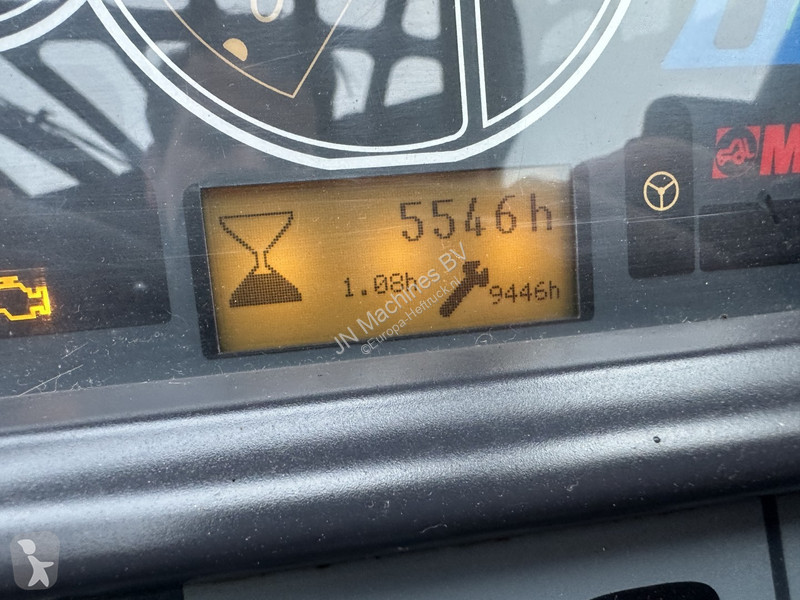 5546h
1.08h
9446h
M
JN Machines BV
©Europa-Heftruck.nl